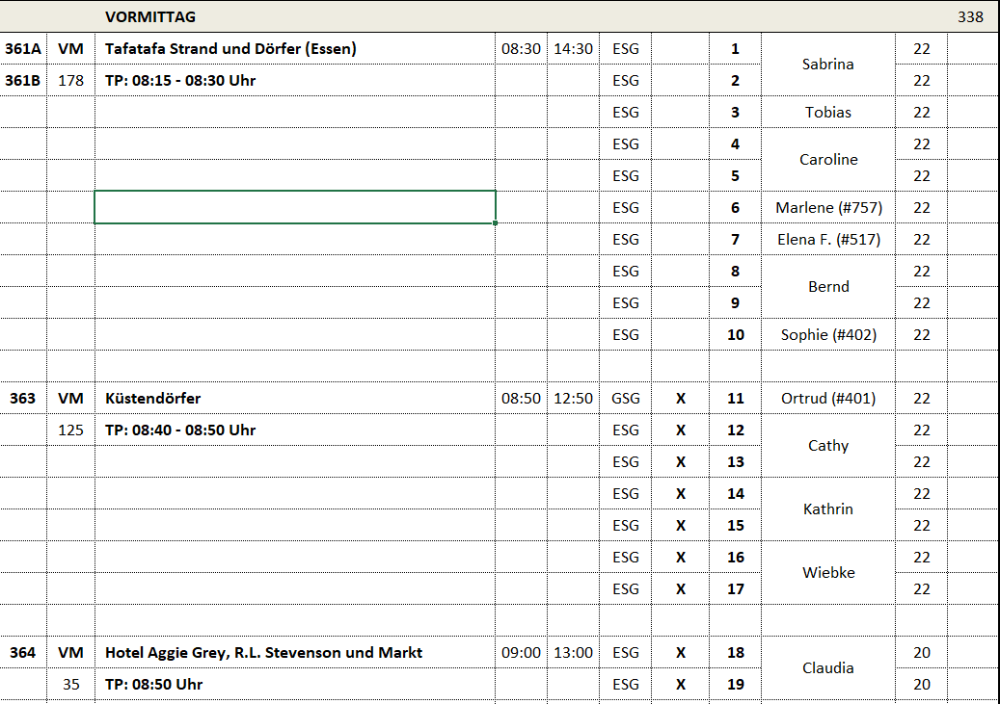 VORMITTAG 338
361A VM Tafatafa Strand und Dörfer (Essen) 08:30 14:30 ESG 1 Sabrina 22
361B 178 TP: 08:15 - 08:30 Uhr ESG 2 22
ESG 3 Tobias 22
ESG 4 Caroline 22
ESG 5 22
ESG 6 Marlene (#757) 22
ESG 7 Elena F. (#517) 22
ESG 8 Bernd 22
ESG 9 22
ESG 10 Sophie (#402) 22
363 VM Küstendörfer 08:50 12:50 GSG X 11 Ortrud (#401) 22
125 TP: 08:40 - 08:50 Uhr ESG X 12 Cathy 22
ESG X 13 22
ESG X 14 Kathrin 22
ESG X 15 22
ESG X 16 Wiebke 22
ESG X 17 22
364 VM Hotel Aggie Grey, R.L. Stevenson und Markt 09:00 13:00 ESG X 18 Claudia 20
35 TP: 08:50 Uhr ESG X 19 20